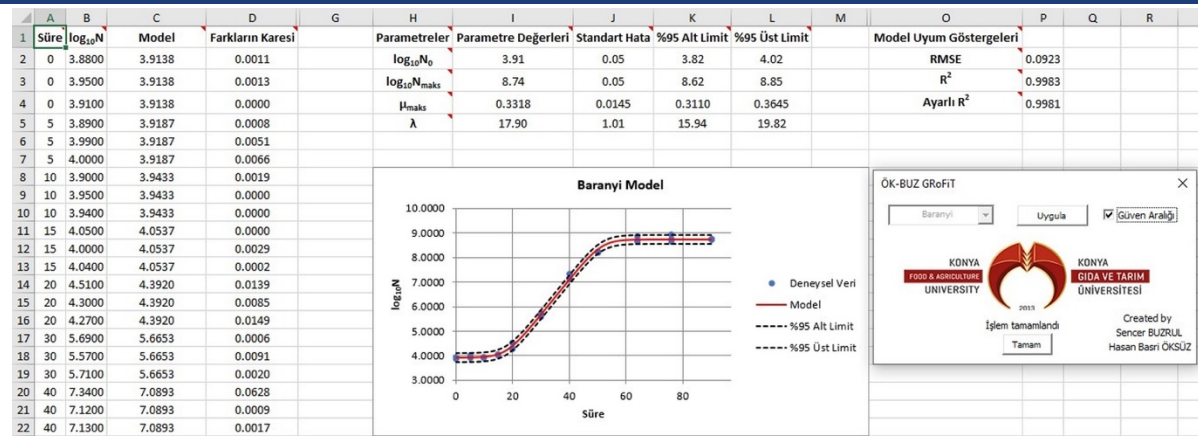 A B C D G H I J K L M O P Q R
1 Süre log₁₀N Model Farkların Karesi Parametreler Parametre Değerleri Standart Hata %95 Alt Limit %95 Üst Limit Model Uyum Göstergeleri
2 0 3.8800 3.9138 0.0011 log₁₀N₀ 3.91 0.05 3.82 4.02 RMSE 0.0923
3 0 3.9500 3.9138 0.0013 log₁₀Nmaks 8.74 0.05 8.62 8.85 R² 0.9983
4 0 3.9100 3.9138 0.0000 μmaks 0.3318 0.0145 0.3110 0.3645 Ayarlı R² 0.9981
5 5 3.8900 3.9187 0.0008 λ 17.90 1.01 15.94 19.82
6 5 3.9900 3.9187 0.0051
7 5 4.0000 3.9187 0.0066
8 10 3.9000 3.9433 0.0019
9 10 3.9500 3.9433 0.0000
10 10 3.9400 3.9433 0.0000
11 15 4.0500 4.0537 0.0000
12 15 4.0000 4.0537 0.0029
13 15 4.0400 4.0537 0.0002
14 20 4.5100 4.3920 0.0139
15 20 4.3000 4.3920 0.0085
16 20 4.2700 4.3920 0.0149
17 30 5.6900 5.6653 0.0006
18 30 5.5700 5.6653 0.0091
19 30 5.7100 5.6653 0.0020
20 40 7.3400 7.0893 0.0628
21 40 7.1200 7.0893 0.0009
22 40 7.1300 7.0893 0.0017
Baranyi Model
10.0000
9.0000
8.0000
7.0000
6.0000
5.0000
4.0000
3.0000
log₁₀N
0 20 40 60 80
Süre
Deneysel Veri
Model
%95 Alt Limit
%95 Üst Limit
ÖK-BUZ GRoFiT
Baranyi Uygula Güven Aralığı
KONYA
FOOD & AGRICULTURE
UNIVERSITY
2013
KONYA
GIDA VE TARIM
ÜNİVERSİTESİ
İşlem tamamlandı
Tamam
Created by
Sencer BUZRUL
Hasan Basri ÖKSÜZ